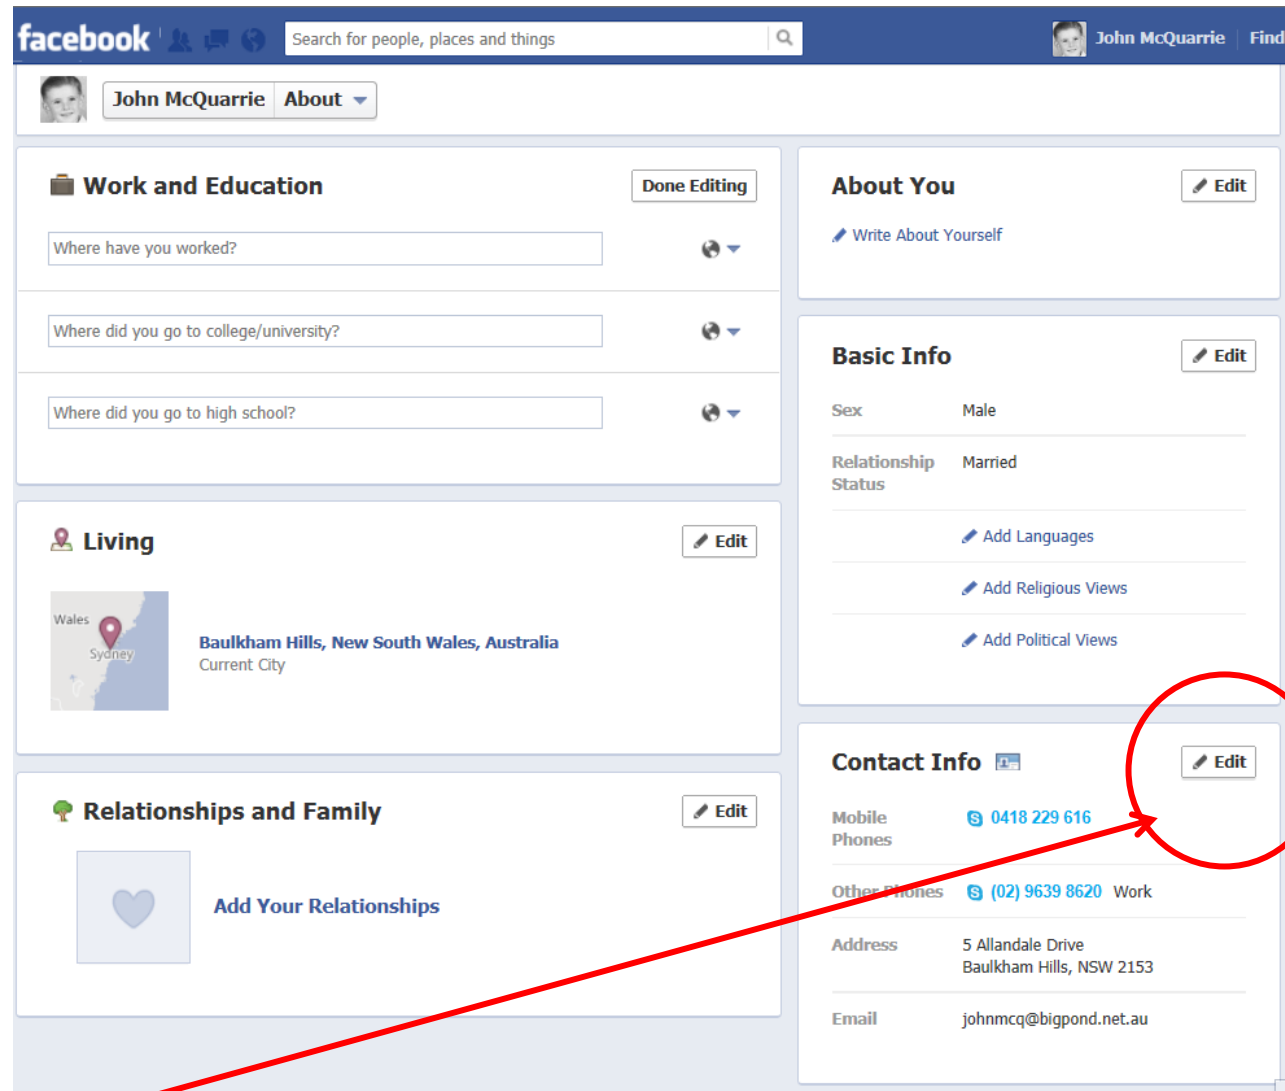 facebook
Search for people, places and things
John McQuarrie
Find
John McQuarrie
About
Work and Education
Done Editing
Where have you worked?
Where did you go to college/university?
Where did you go to high school?
Living
Edit
Wales
Sydney
Baulkham Hills, New South Wales, Australia
Current City
Relationships and Family
Edit
Add Your Relationships
About You
Edit
Write About Yourself
Basic Info
Edit
Sex Male
Relationship Married
Status
Add Languages
Add Religious Views
Add Political Views
Contact Info
Edit
Mobile 0418 229 616
Phones
Other Phones (02) 9639 8620 Work
Address 5 Allandale Drive
Baulkham Hills, NSW 2153
Email johnmcq@bigpond.net.au